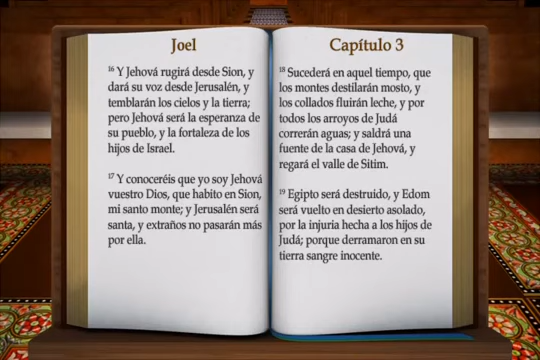 Joel
16 Y Jehová rugirá desde Sion, y
dará su voz desde Jerusalén, y
temblarán los cielos y la tierra;
pero Jehová será la esperanza de
su pueblo, y la fortaleza de los
hijos de Israel.
17 Y conoceréis que yo soy Jehová
vuestro Dios, que habito en Sion,
mi santo monte; y Jerusalén será
santa, y extraños no pasarán más
por ella.
Capítulo 3
18 Sucederá en aquel tiempo, que
los montes destilarán mosto, y
los collados fluirán leche, y por
todos los arroyos de Judá
correrán aguas; y saldrá una
fuente de la casa de Jehová, y
regará el valle de Sitim.
19 Egipto será destruido, y Edom
será vuelto en desierto asolado,
por la injuria hecha a los hijos de
Judá; porque derramaron en su
tierra sangre inocente.